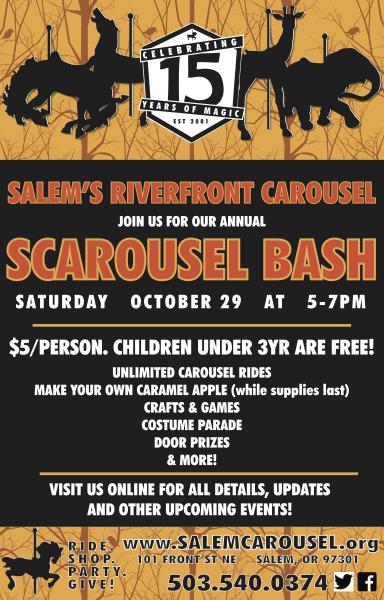 CELEBRATING
15
YEARS OF MAGIC
EST 2001
SALEM'S RIVERFRONT CAROUSEL
JOIN US FOR OUR ANNUAL
SCAROUSEL BASH
SATURDAY OCTOBER 29 AT 5-7PM
$5/PERSON. CHILDREN UNDER 3YR ARE FREE!
UNLIMITED CAROUSEL RIDES
MAKE YOUR OWN CARAMEL APPLE (while supplies last)
CRAFTS & GAMES
COSTUME PARADE
DOOR PRIZES
& MORE!
VISIT US ONLINE FOR ALL DETAILS, UPDATES
AND OTHER UPCOMING EVENTS!
RIDE.
SHOP.
PARTY.
GIVE!
www.SALEMCAROUSEL.org
101 FRONT ST NE SALEM, OR 97301
503.540.0374